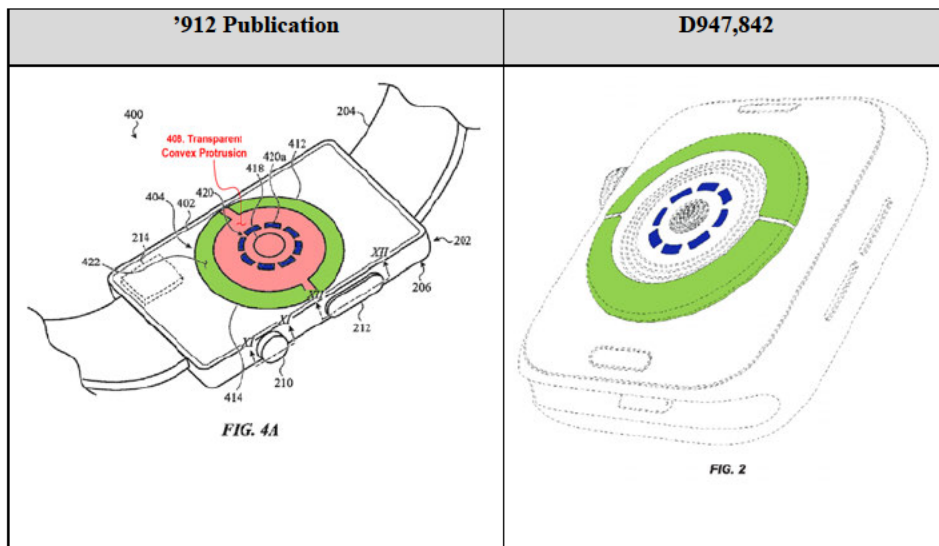 ’912 Publication
D947,842
400
204
408. Transparent
Convex Protrusion
412
420a
418
420
402
404
214
422
XII
202
206
XII
212
XI
XI
210
414
FIG. 4A
FIG. 2